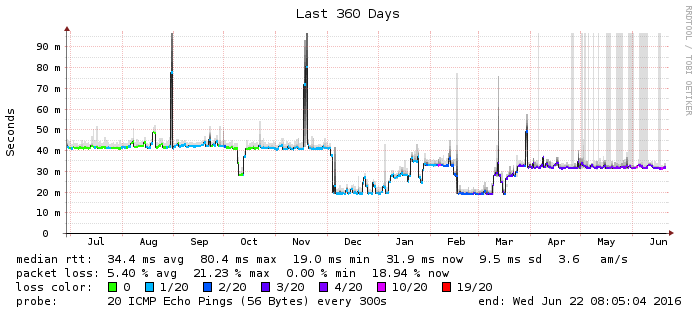 Last 360 Days
RRDTOOL / TOBI OETIKER
Seconds
90 m
80 m
70 m
60 m
50 m
40 m
30 m
20 m
10 m
0
Jul Aug Sep Oct Nov Dec Jan Feb Mar Apr May Jun
median rtt: 34.4 ms avg 80.4 ms max 19.0 ms min 31.9 ms now 9.5 ms sd 3.6 am/s
packet loss: 5.40 % avg 21.23 % max 0.00 % min 18.94 % now
loss color: 0 1/20 2/20 3/20 4/20 10/20 19/20
probe: 20 ICMP Echo Pings (56 Bytes) every 300s end: Wed Jun 22 08:05:04 2016